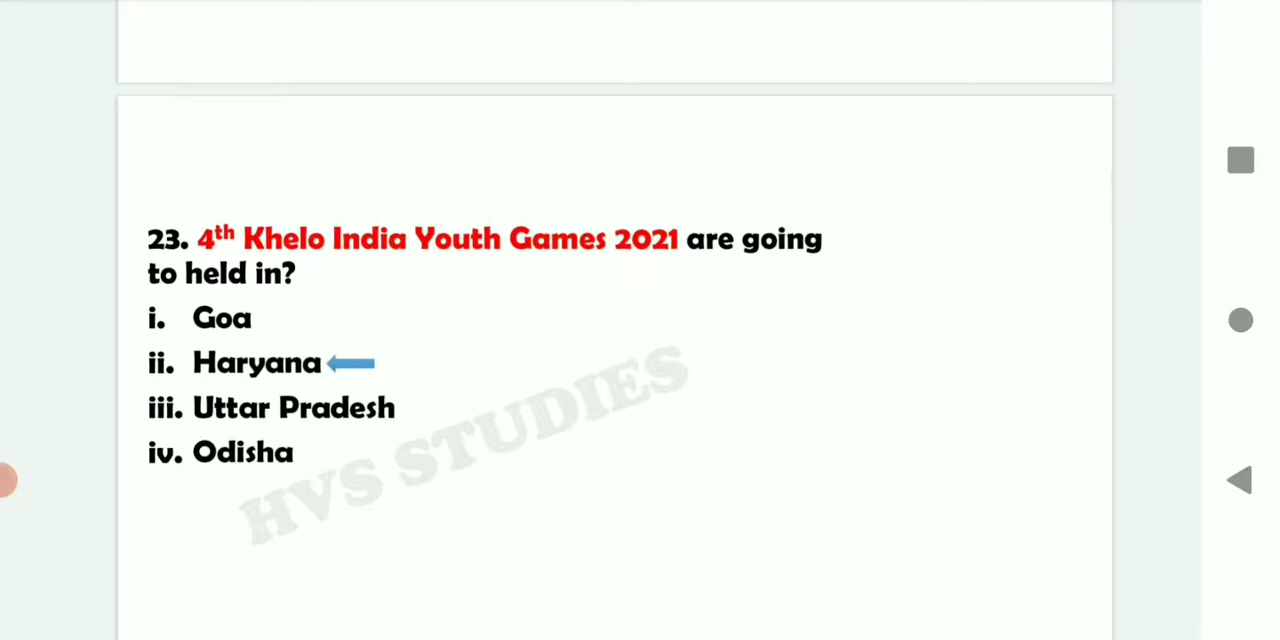 23. 4th Khelo India Youth Games 2021 are going
to held in?
i. Goa
ii. Haryana
iii. Uttar Pradesh
iv. Odisha
HVS STUDIES